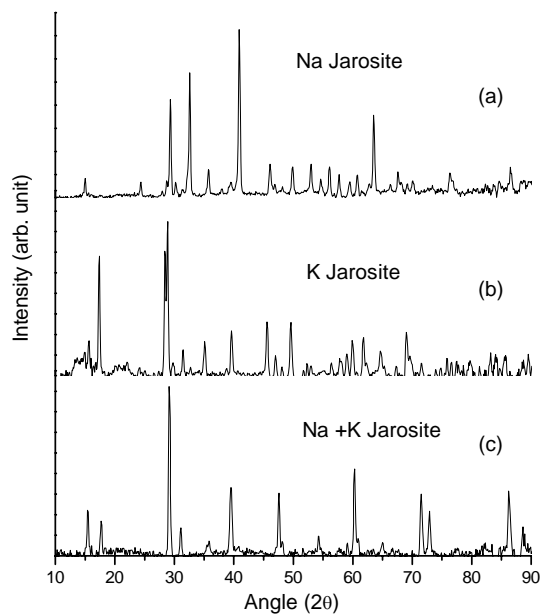 Na Jarosite
(a)
K Jarosite
(b)
Na +K Jarosite
(c)
Intensity (arb. unit)
10 20 30 40 50 60 70 80 90
Angle (2θ)